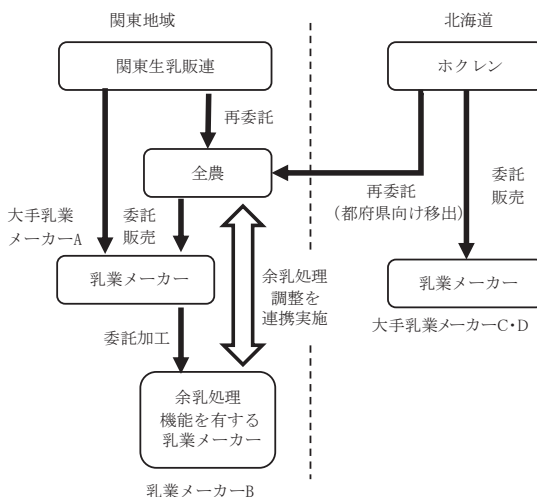 関東地域
北海道
関東生乳販連
ホクレン
再委託
全農
再委託
(都府県向け移出)
委託
販売
大手乳業
メーカーA
委託
販売
乳業メーカー
余乳処理
調整を
連携実施
乳業メーカー
大手乳業メーカーC・D
委託加工
余乳処理
機能を有する
乳業メーカー
乳業メーカーB